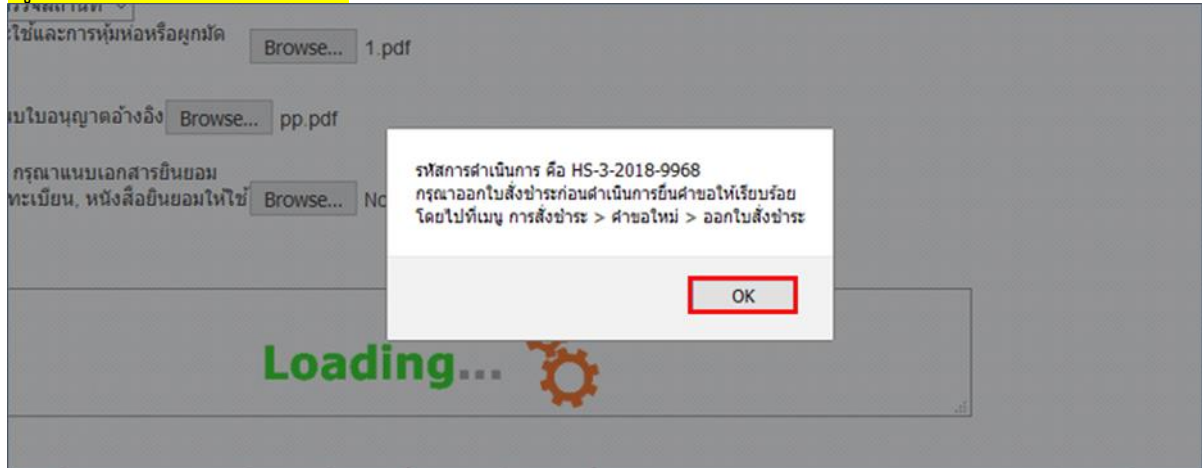 ใช้และการหุ้มห่อหรือผูกมัด
Browse... 1.pdf
บใบอนุญาตอ้างอิง Browse... pp.pdf
กรุณาแนบเอกสารยินยอม
ทะเบียน, หนังสือยินยอมให้ใช้ Browse... No
รหัสการดำเนินการ คือ HS-3-2018-9968
กรุณาออกใบสั่งชำระก่อนดำเนินการยื่นคำขอให้เรียบร้อย
โดยไปที่เมนู การสั่งชำระ > คำขอใหม่ > ออกใบสั่งชำระ
OK
Loading...